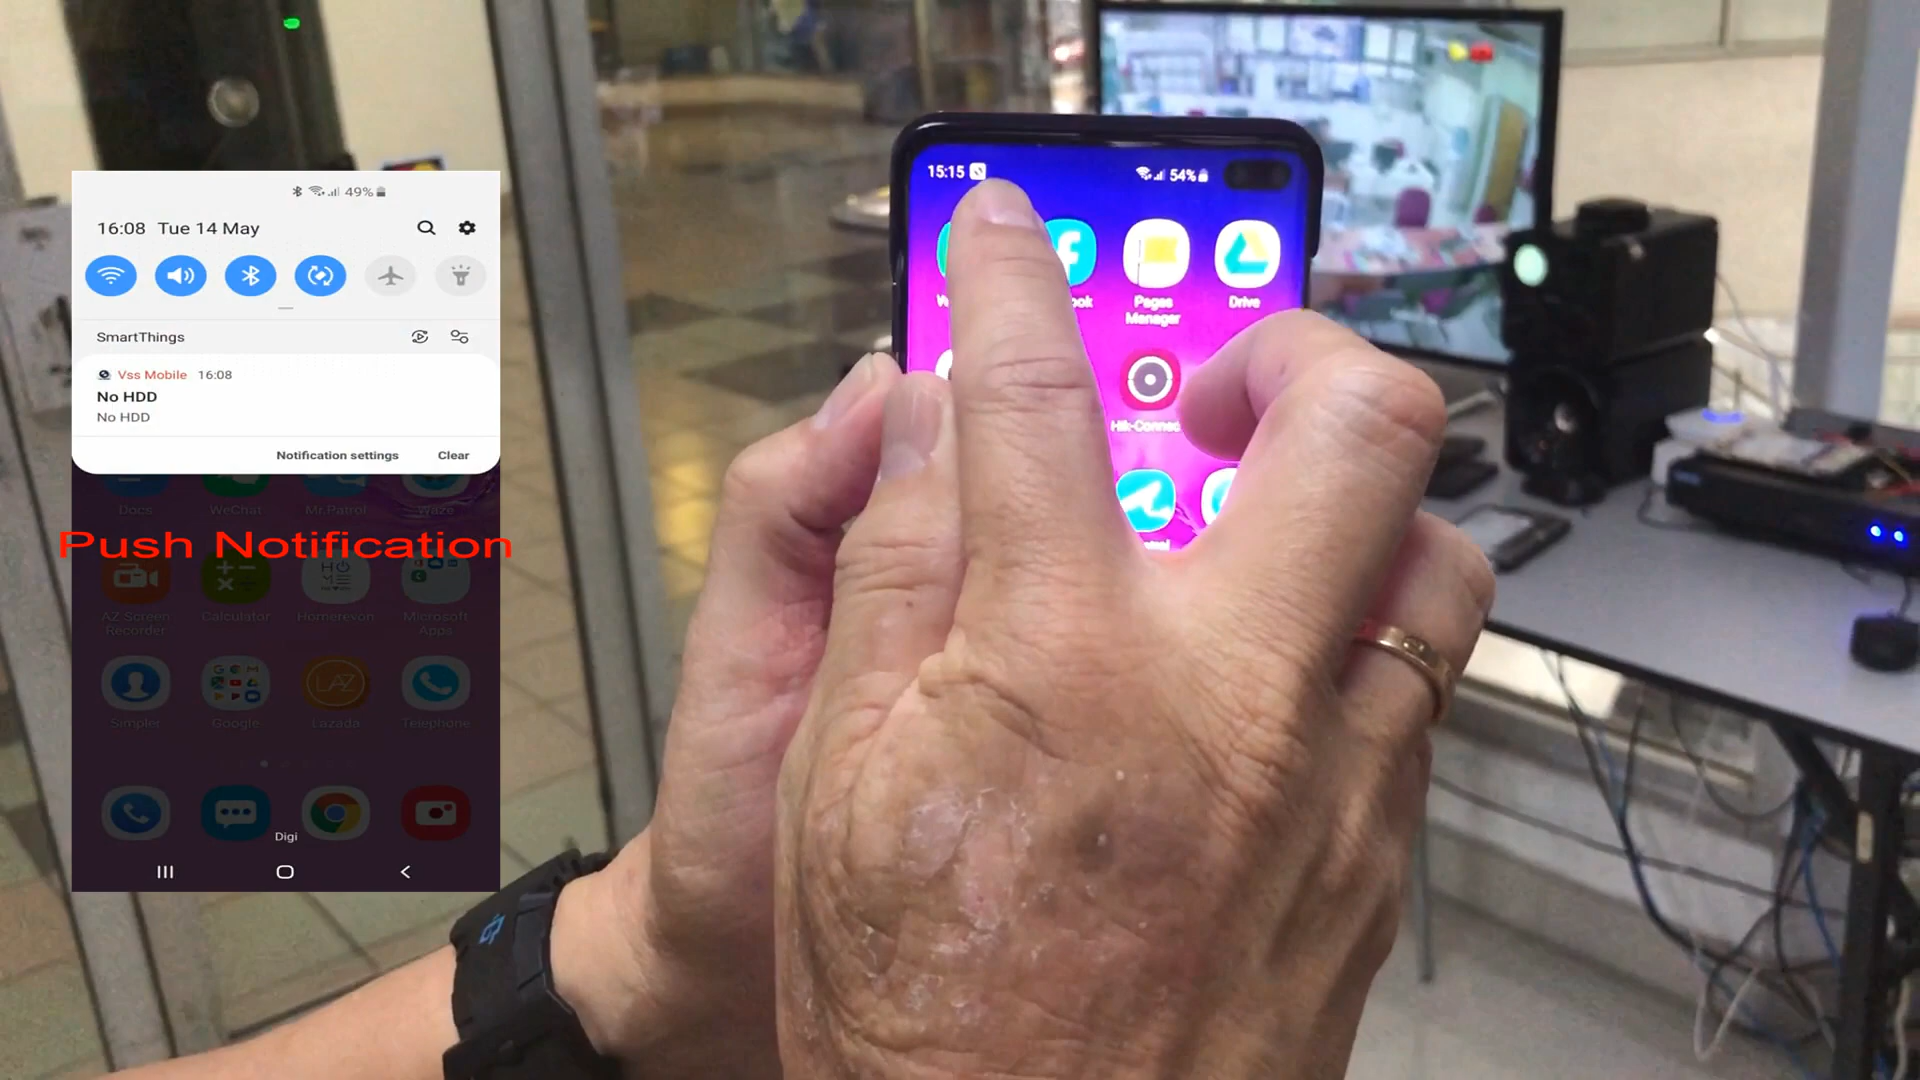 49%
16:08 Tue 14 May
SmartThings
Vss Mobile 16:08
No HDD
No HDD
Notification settings Clear
Docs WeChat Mr.Patrol Waze
Push Notification
AZ Screen Recorder Calculator Homerevon Microsoft Apps
Simpler Google Lazada Telephone
LAZ
Digi
15:15 54%
Pages Manager
Drive
Hik-Connec